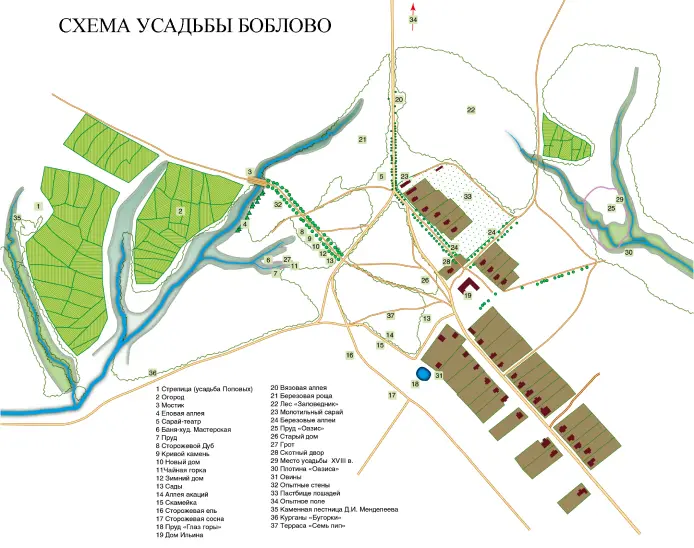 СХЕМА УСАДЬБЫ БОБЛОВО
34
20
22
21
3
5
23
1
2
32
33
29
35
4
8
25
9
24
24
10
6
27
12
28
30
11
13
7
26
19
37
13
14
16
15
36
31
18
17
1 Стрелица (усадьба Поповых)
2 Огород
3 Мостик
4 Еловая аллея
5 Сарай-театр
6 Баня-худ. Мастерская
7 Пруд
8 Сторожевой Дуб
9 Кривой камень
10 Новый дом
11Чайная горка
12 Зимний дом
13 Сады
14 Аллея акаций
15 Скамейка
16 Сторожевая ель
17 Сторожевая сосна
18 Пруд «Глаз горы»
19 Дом Ильина
20 Вязовая аллея
21 Березовая роща
22 Лес «Заповедник»
23 Молотильный сарай
24 Березовые аллеи
25 Пруд «Оазис»
26 Старый дом
27 Грот
28 Скотный двор
29 Место усадьбы XVIII в.
30 Плотина «Оазиса»
31 Овины
32 Опытные стены
33 Пастбище лошадей
34 Опытное поле
35 Каменная лестница Д.И. Менделеева
36 Курганы «Бугорки»
37 Терраса «Семь лип»